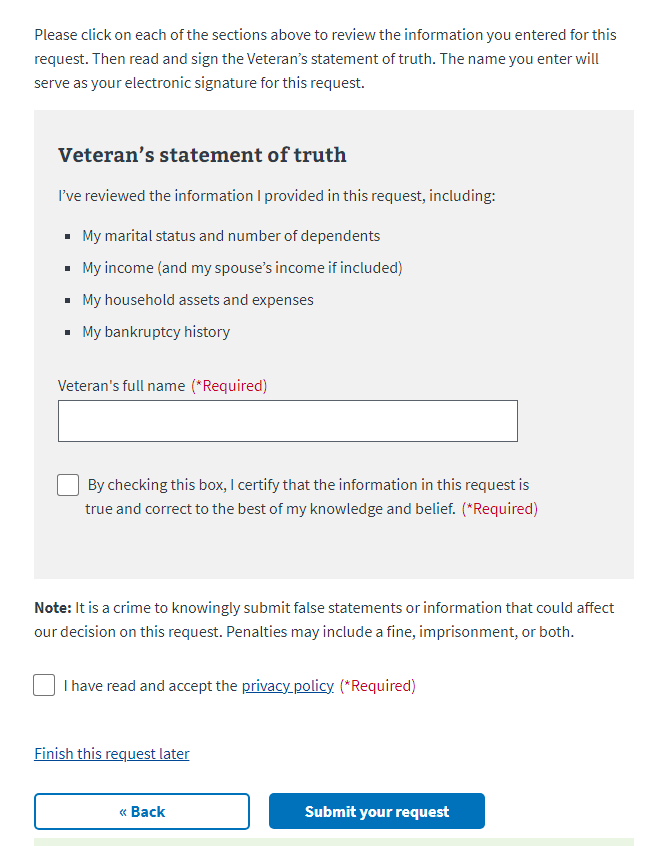 Please click on each of the sections above to review the information you entered for this
request. Then read and sign the Veteran’s statement of truth. The name you enter will
serve as your electronic signature for this request.
Veteran’s statement of truth
I’ve reviewed the information I provided in this request, including:
▪ My marital status and number of dependents
▪ My income (and my spouse’s income if included)
▪ My household assets and expenses
▪ My bankruptcy history
Veteran's full name (*Required)
By checking this box, I certify that the information in this request is
true and correct to the best of my knowledge and belief. (*Required)
Note: It is a crime to knowingly submit false statements or information that could affect
our decision on this request. Penalties may include a fine, imprisonment, or both.
I have read and accept the privacy policy (*Required)
Finish this request later
« Back
Submit your request